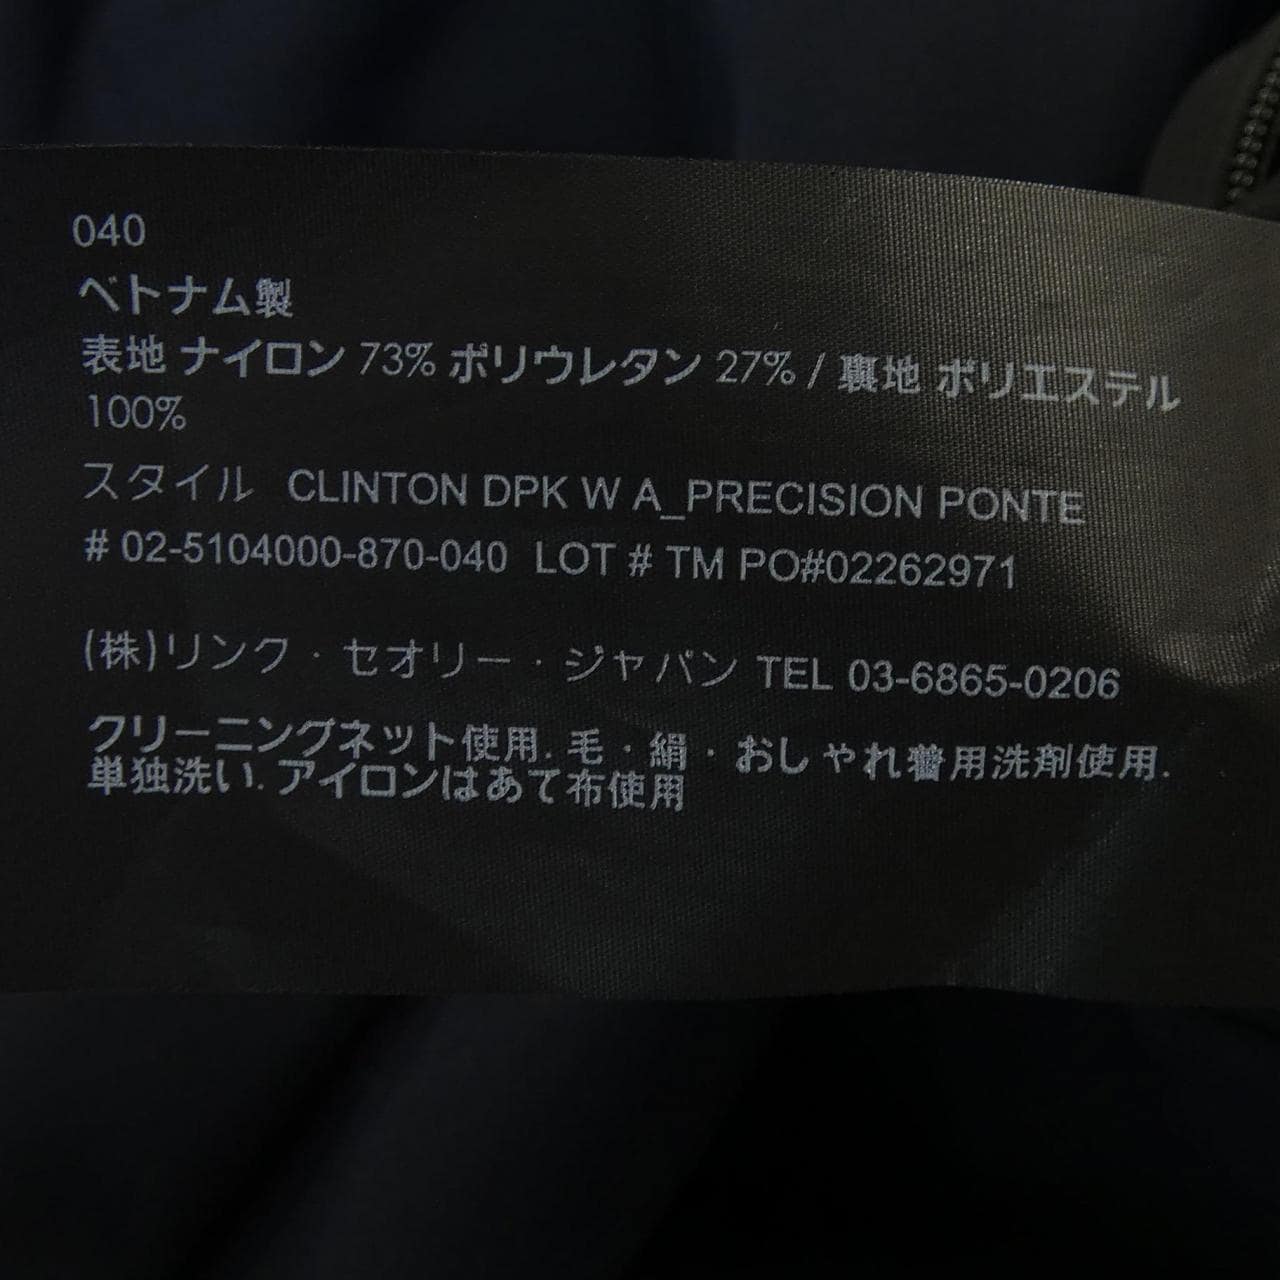 040
ベトナム製
表地 ナイロン 73% ポリウレタン 27% / 裏地 ポリエステル
100%
スタイル CLINTON DPK W A_PRECISION PONTE
# 02-5104000-870-040 LOT # TM PO#02262971
(株)リンク・セオリー・ジャパン TEL 03-6865-0206
クリーニングネット使用. 毛・絹・おしゃれ着用洗剤使用.
単独洗い. アイロンはあて布使用